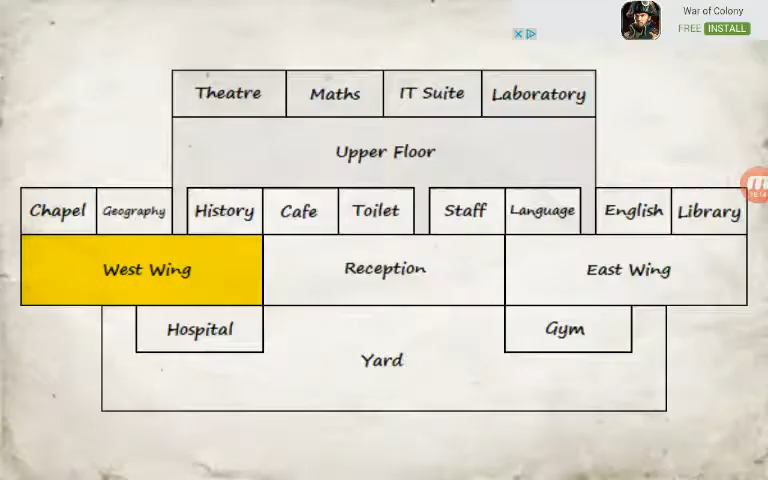 War of Colony
FREE INSTALL
Theatre Maths IT Suite Laboratory
Upper Floor
Chapel Geography History Cafe Toilet Staff Language English Library
West Wing Reception East Wing
Hospital Gym
Yard